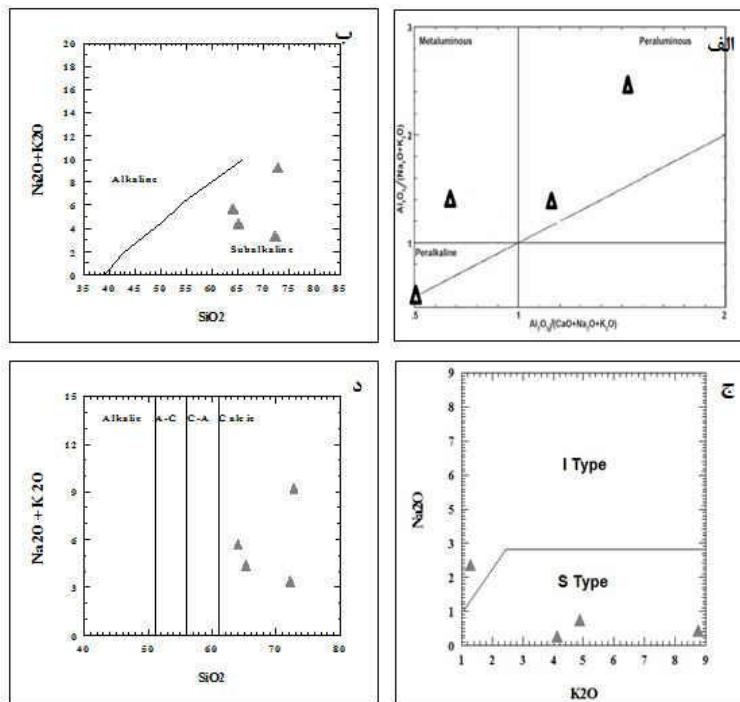 ب
20
18
16
14
12
10
8
6
4
2
0
Na2O+K2O
Alkaline
Subalkaline
35 40 45 50 55 60 65 70 75 80 85
SiO2
الف
3
2
1
Metaluminous Peraluminous
Al₂O₃/(Na₂O+K₂O)
Peralkaline
.5 1 2
Al₂O₃/(CaO+Na₂O+K₂O)
د
15
12
9
6
3
0
Na2O + K2O
Alkalic A-C C-A Calcic
40 50 60 70 80
SiO2
ج
9
8
7
6
5
4
3
2
1
0
Na2O
I Type
S Type
1 2 3 4 5 6 7 8 9
K2O